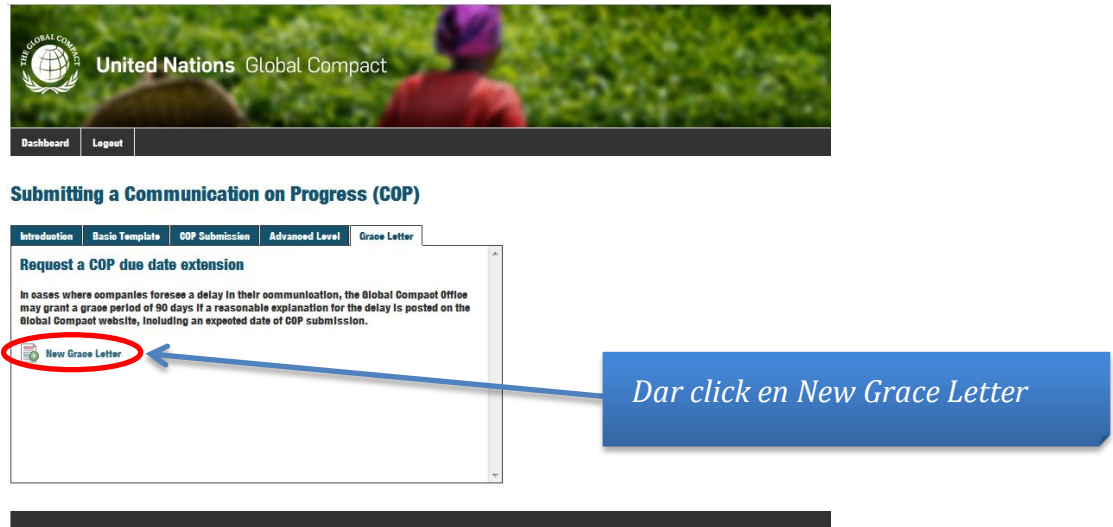 THE GLOBAL COMPACT
United Nations Global Compact
Dashboard Logout
Submitting a Communication on Progress (COP)
Introduction Basic Template COP Submission Advanced Level Grace Letter
Request a COP due date extension
In cases where companies foresee a delay in their communication, the Global Compact Office
may grant a grace period of 90 days if a reasonable explanation for the delay is posted on the
Global Compact website, including an expected date of COP submission.
New Grace Letter
Dar click en New Grace Letter